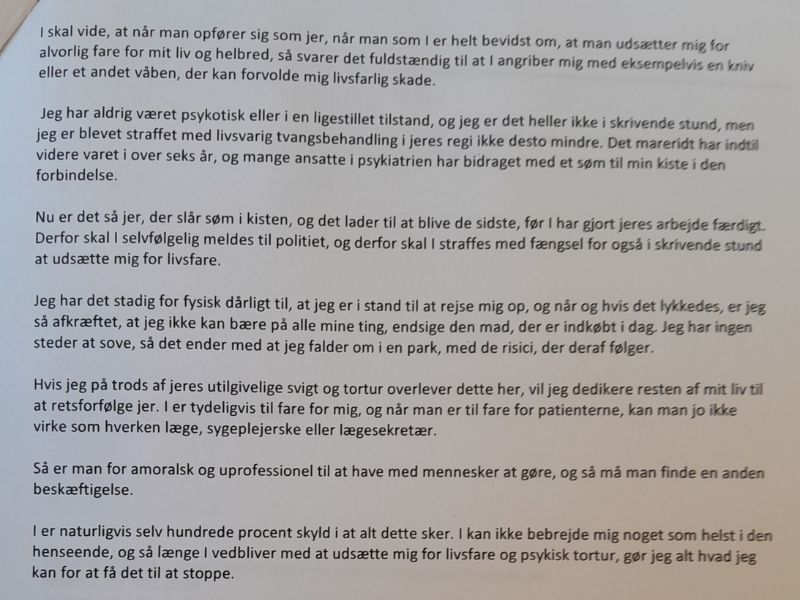 I skal vide, at når man opfører sig som jer, når man som I er helt bevidst om, at man udsætter mig for
alvorlig fare for mit liv og helbred, så svarer det fuldstændig til at I angriber mig med eksempelvis en kniv
eller et andet våben, der kan forvolde mig livsfarlig skade.
Jeg har aldrig været psykotisk eller i en ligestillet tilstand, og jeg er det heller ikke i skrivende stund, men
jeg er blevet straffet med livsvarig tvangsbehandling i jeres regi ikke desto mindre. Det mareridt har indtil
videre varet i over seks år, og mange ansatte i psykiatrien har bidraget med et søm til min kiste i den
forbindelse.
Nu er det så jer, der slår søm i kisten, og det lader til at blive de sidste, før I har gjort jeres arbejde færdigt.
Derfor skal I selvfølgelig meldes til politiet, og derfor skal I straffes med fængsel for også i skrivende stund
at udsætte mig for livsfare.
Jeg har det stadig for fysisk dårligt til, at jeg er i stand til at rejse mig op, og når og hvis det lykkedes, er jeg
så afkræftet, at jeg ikke kan bære på alle mine ting, endsige den mad, der er indkøbt i dag. Jeg har ingen
steder at sove, så det ender med at jeg falder om i en park, med de risici, der deraf følger.
Hvis jeg på trods af jeres utilgivelige svigt og tortur overlever dette her, vil jeg dedikere resten af mit liv til
at retsforfølge jer. I er tydeligvis til fare for mig, og når man er til fare for patienterne, kan man jo ikke
virke som hverken læge, sygeplejerske eller lægesekretær.
Så er man for amoralsk og uprofessionel til at have med mennesker at gøre, og så må man finde en anden
beskæftigelse.
I er naturligvis selv hundrede procent skyld i at alt dette sker. I kan ikke bebrejde mig noget som helst i den
henseende, og så længe I vedbliver med at udsætte mig for livsfare og psykisk tortur, gør jeg alt hvad jeg
kan for at få det til at stoppe.